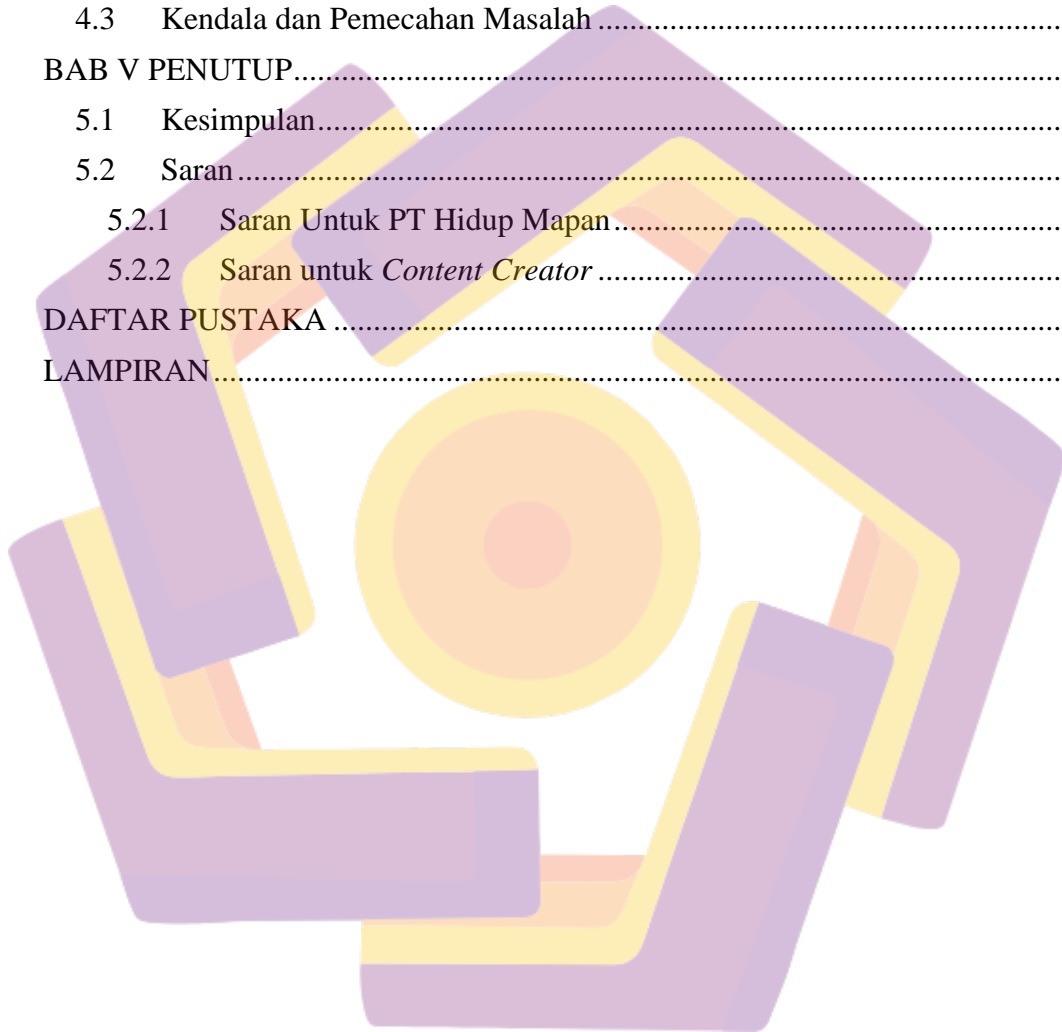 4.3 Kendala dan Pemecahan Masalah ........................................................
BAB V PENUTUP........................................................................................
5.1 Kesimpulan.........................................................................................
5.2 Saran...................................................................................................
5.2.1 Saran Untuk PT Hidup Mapan.......................................................
5.2.2 Saran untuk Content Creator.........................................................
DAFTAR PUSTAKA...................................................................................
LAMPIRAN..................................................................................................